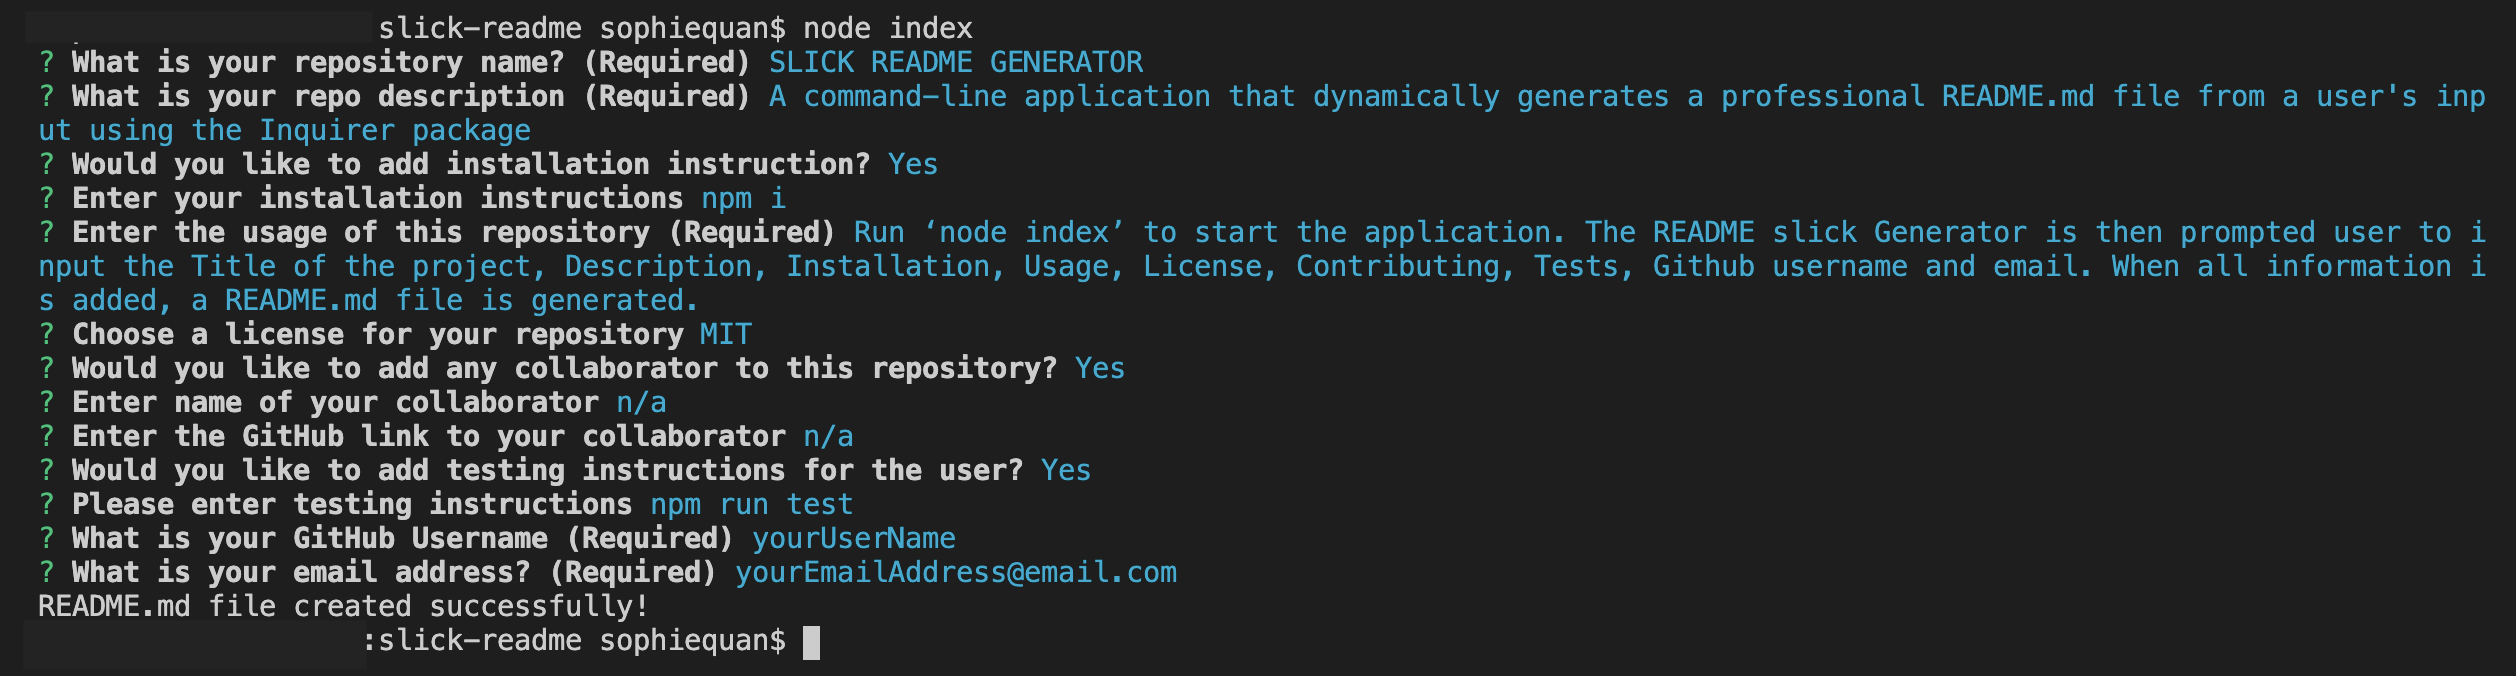 slick-readme sophiequan$ node index
? What is your repository name? (Required) SLICK README GENERATOR
? What is your repo description (Required) A command-line application that dynamically generates a professional README.md file from a user's inp
ut using the Inquirer package
? Would you like to add installation instruction? Yes
? Enter your installation instructions npm i
? Enter the usage of this repository (Required) Run ‘node index’ to start the application. The README slick Generator is then prompted user to i
nput the Title of the project, Description, Installation, Usage, License, Contributing, Tests, Github username and email. When all information i
s added, a README.md file is generated.
? Choose a license for your repository MIT
? Would you like to add any collaborator to this repository? Yes
? Enter name of your collaborator n/a
? Enter the GitHub link to your collaborator n/a
? Would you like to add testing instructions for the user? Yes
? Please enter testing instructions npm run test
? What is your GitHub Username (Required) yourUserName
? What is your email address? (Required) yourEmailAddress@email.com
README.md file created successfully!
:slick-readme sophiequan$